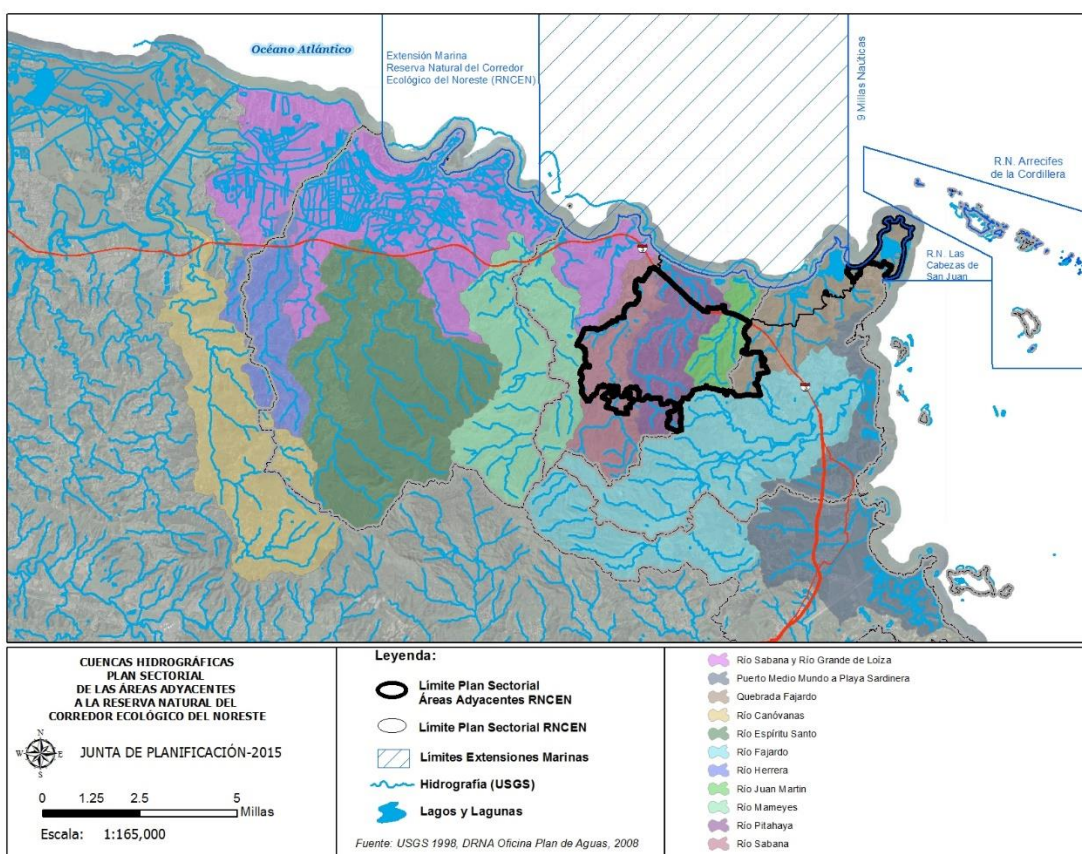 Océano Atlántico
Extensión Marina
Reserva Natural del Corredor
Ecológico del Noreste (RNCEN)
9 Millas Naúticas
R.N. Arrecifes
de la Cordillera
R.N. Las
Cabezas de
San Juan
CUENCAS HIDROGRÁFICAS
PLAN SECTORIAL
DE LAS ÁREAS ADYACENTES
A LA RESERVA NATURAL DEL
CORREDOR ECOLÓGICO DEL NORESTE
N
W E
S
JUNTA DE PLANIFICACIÓN-2015
0 1.25 2.5 5
Millas
Escala: 1:165,000
Leyenda:
Limite Plan Sectorial
Áreas Adyacentes RNCEN
Limite Plan Sectorial RNCEN
Límites Extensiones Marinas
Hidrografía (USGS)
Lagos y Lagunas
Fuente: USGS 1998, DRNA Oficina Plan de Aguas, 2008
Río Sabana y Río Grande de Loíza
Puerto Medio Mundo a Playa Sardinera
Quebrada Fajardo
Río Canóvanas
Río Espíritu Santo
Río Fajardo
Río Herrera
Río Juan Martin
Río Mameyes
Río Pitahaya
Río Sabana